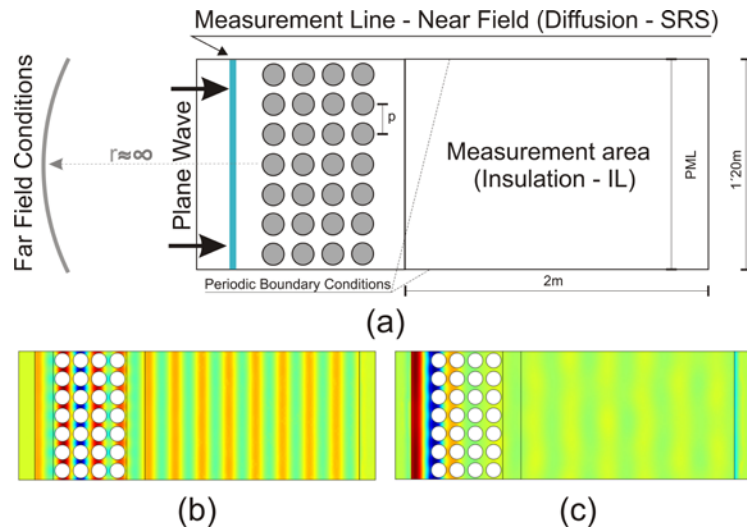 Measurement Line - Near Field (Diffusion - SRS)
Far Field Conditions
r≈∞
Plane Wave
p
Measurement area
(Insulation - IL)
PML
1´20m
Periodic Boundary Conditions
2m
(a)
(b)
(c)